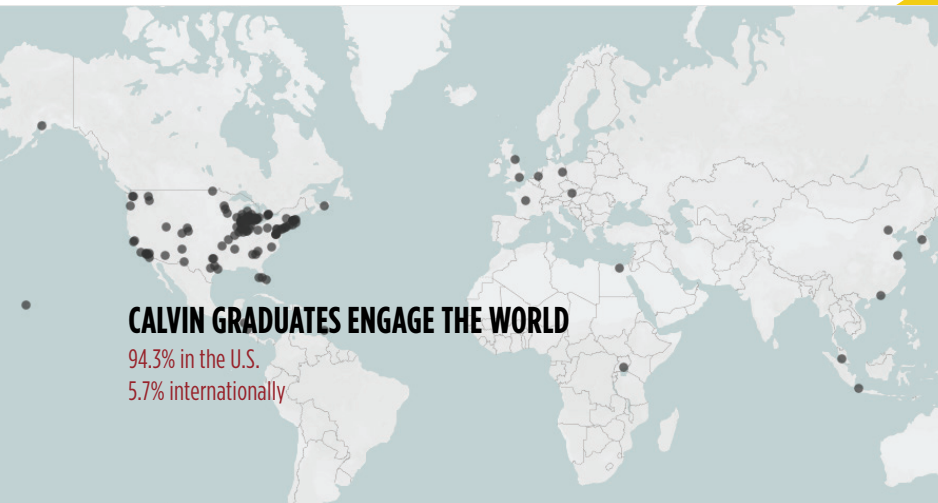 CALVIN GRADUATES ENGAGE THE WORLD
94.3% in the U.S.
5.7% internationally